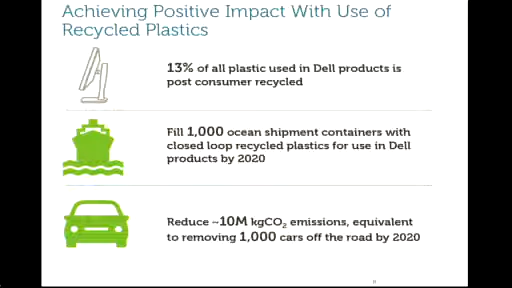 Achieving Positive Impact With Use of
Recycled Plastics
13% of all plastic used in Dell products is
post consumer recycled
Fill 1,000 ocean shipment containers with
closed loop recycled plastics for use in Dell
products by 2020
Reduce ~10M kgCO₂ emissions, equivalent
to removing 1,000 cars off the road by 2020